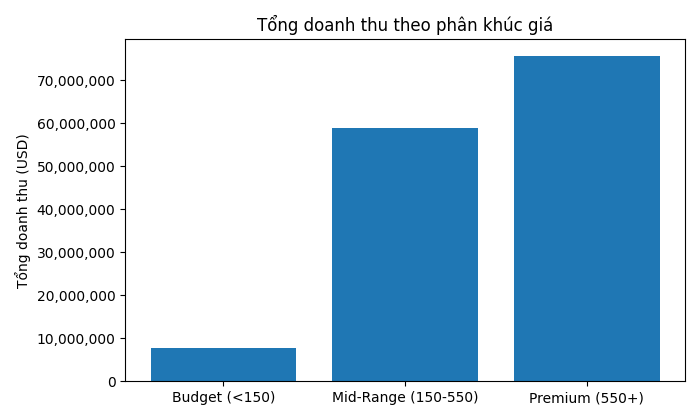 Tổng doanh thu theo phân khúc giá
Tổng doanh thu (USD)
70,000,000
60,000,000
50,000,000
40,000,000
30,000,000
20,000,000
10,000,000
0
Budget (<150)
Mid-Range (150-550)
Premium (550+)